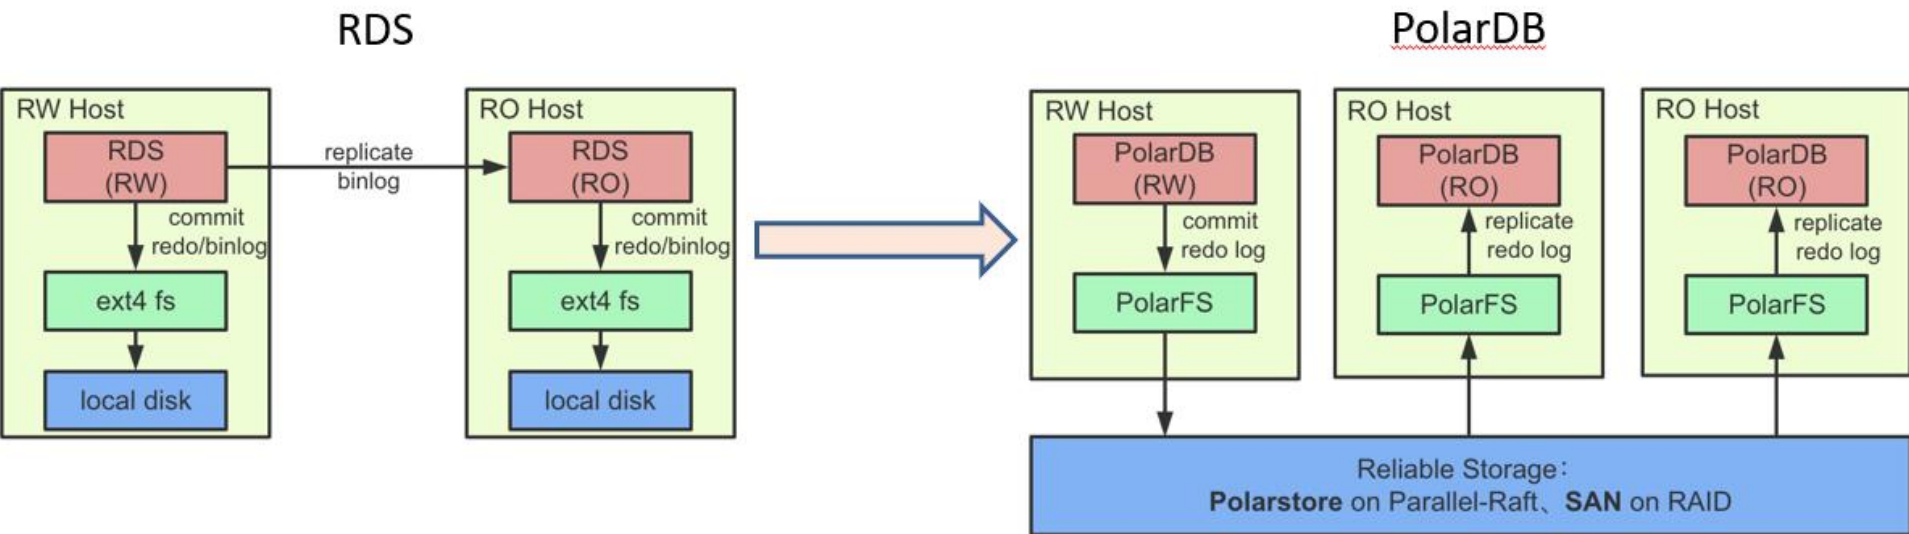 RDS
RW Host
RDS
(RW)
commit
redo/binlog
ext4 fs
local disk
replicate
binlog
RO Host
RDS
(RO)
commit
redo/binlog
ext4 fs
local disk
PolarDB
RW Host
PolarDB
(RW)
commit
redo log
PolarFS
RO Host
PolarDB
(RO)
replicate
redo log
PolarFS
RO Host
PolarDB
(RO)
replicate
redo log
PolarFS
Reliable Storage：
Polarstore on Parallel-Raft、SAN on RAID